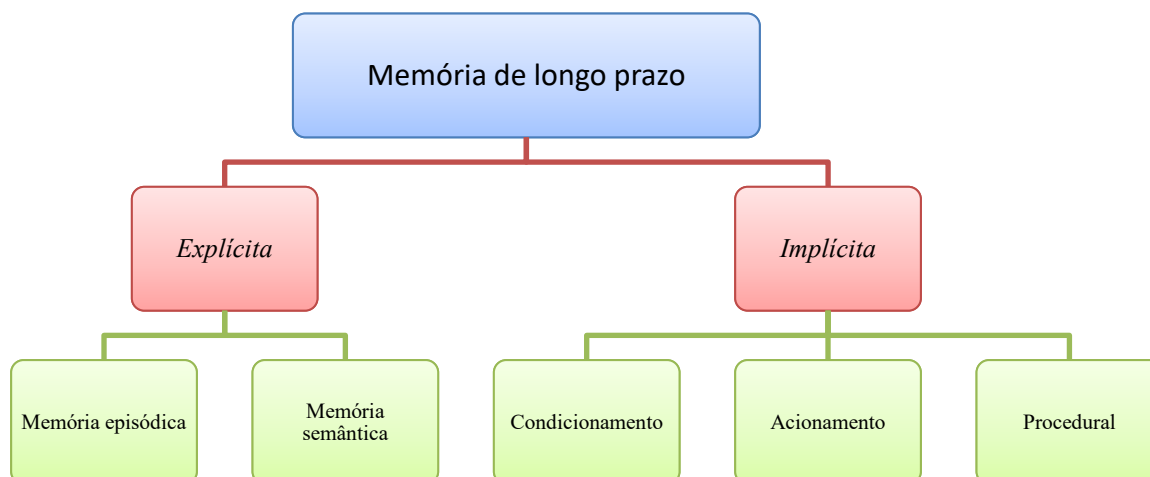 Memória de longo prazo
Explícita
Implícita
Memória episódica
Memória
semântica
Condicionamento
Acionamento
Procedural